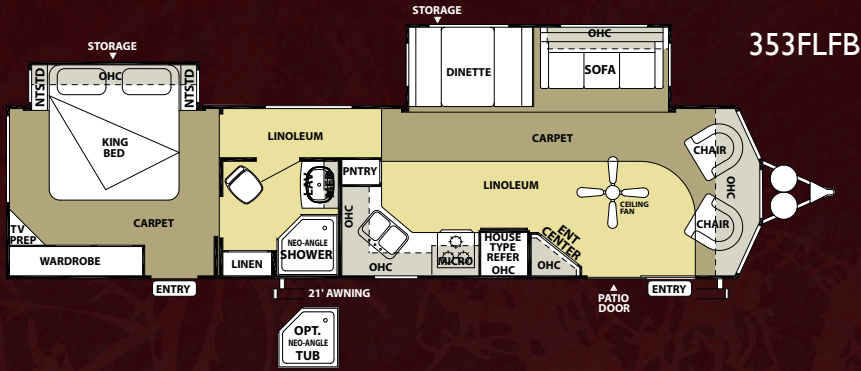 353FLFB
STORAGE
OHC
NTSTD
NTSTD
KING
BED
CARPET
TV
PREP
WARDROBE
ENTRY
LINOLEUM
LAV
MED
NEO-ANGLE
SHOWER
LINEN
21' AWNING
OPT.
NEO-ANGLE
TUB
STORAGE
DINETTE
OHC
SOFA
CARPET
PNTRY
LINOLEUM
OHC
OHC
MICRO
HOUSE
TYPE
REFER
OHC
ENT
CENTER
OHC
CEILING
FAN
CHAIR
CHAIR
OHC
PATIO
DOOR
ENTRY